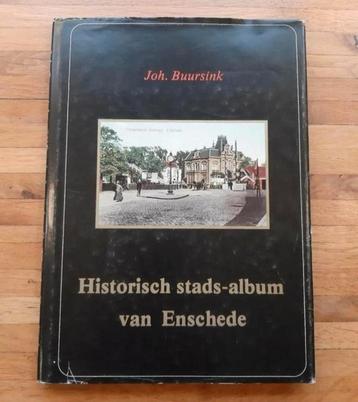 Joh. Buursink
Historisch stads-album
van Enschede